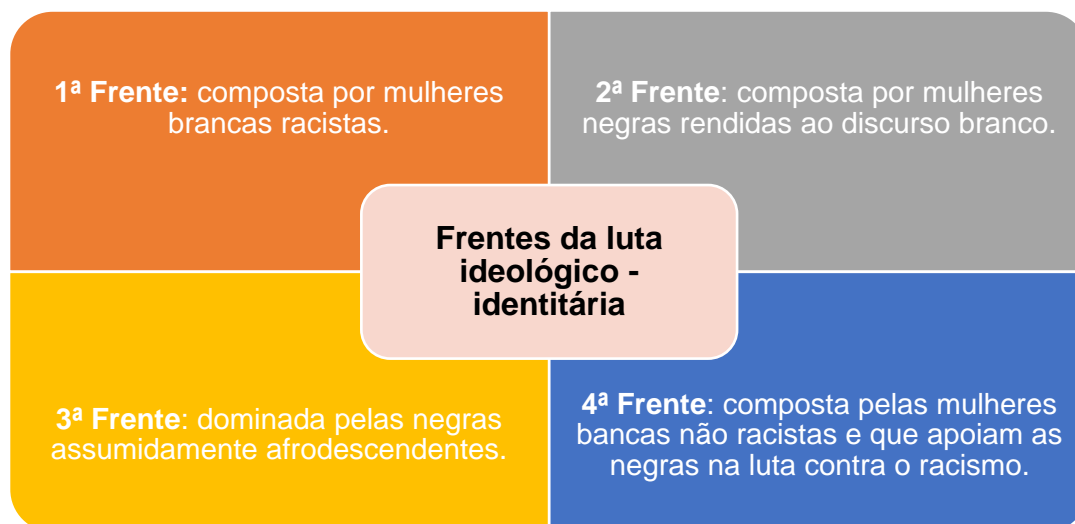 1ª Frente: composta por mulheres
brancas racistas.
2ª Frente: composta por mulheres
negras rendidas ao discurso branco.
Frentes da luta
ideológico -
identitária
3ª Frente: dominada pelas negras
assumidamente afrodescendentes.
4ª Frente: composta pelas mulheres
bancas não racistas e que apoiam as
negras na luta contra o racismo.